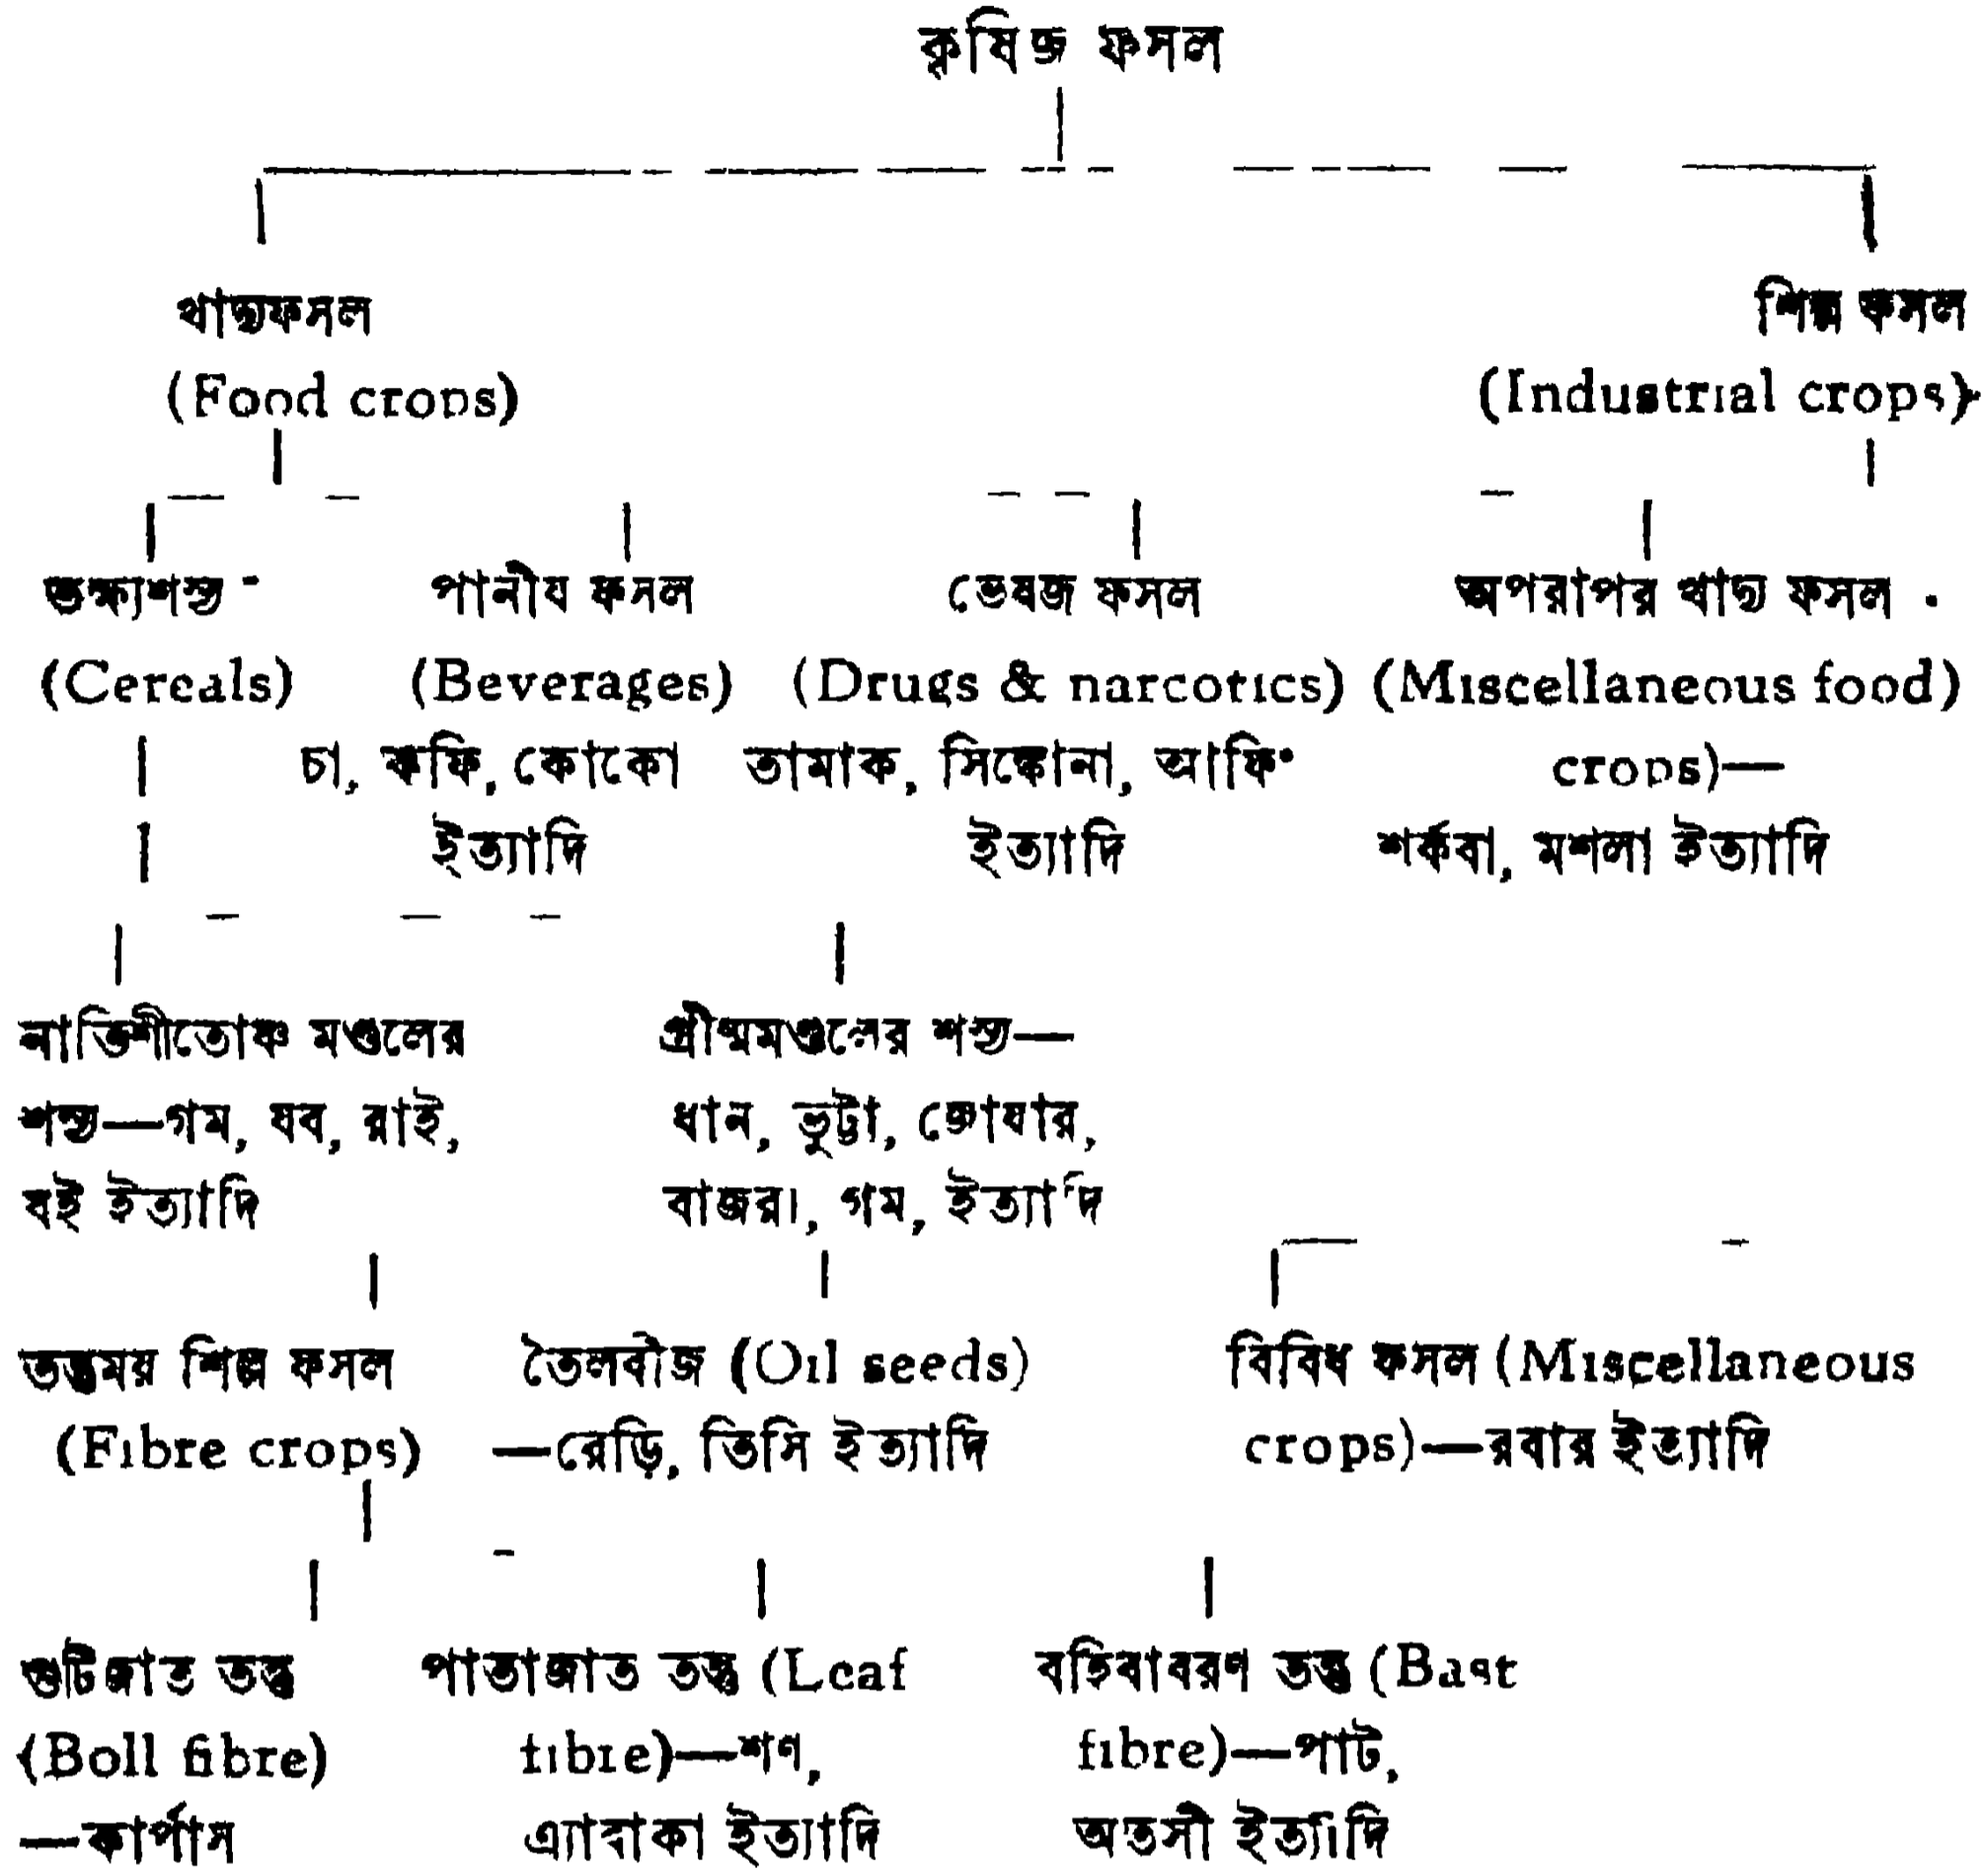 কৃষিজ ফসল
খাদ্যফসল শিল্প ফসল
(Food crops) (Industrial crops)
ভক্ষ্যশস্য পানীয ফসল ভেষজ ফসল অপরাপর খাদ্য ফসল
(Cereals) (Beverages) (Drugs & narcotics) (Miscellaneous food)
চা, কফি, কোকো তামাক, সিঙ্কোনা, আফিং crops)—
ইত্যাদি ইত্যাদি শর্করা, মশলা ইত্যাদি
নাতিশীতোষ্ণ মণ্ডলের গ্রীষ্মমণ্ডলের শস্য—
শস্য—গম, যব, রাই, ধান, ভুট্টা, জোযার,
যই ইত্যাদি বাজরা, গম, ইত্যাদি
তন্তুময় শিল্প ফসল তৈলবীজ (Oil seeds) বিবিধ ফসল (Miscellaneous
(Fibre crops) —রেড়ি, তিসি ইত্যাদি crops)—রবার ইত্যাদি
গুটিজাত তন্তু পাতাজাত তন্তু (Leaf বহিরাবরণ তন্তু (Bast
(Boll fibre) fibre)—শণ, fibre)—পাট,
—কার্পাস এ্যাবাকা ইত্যাদি অতসী ইত্যাদি